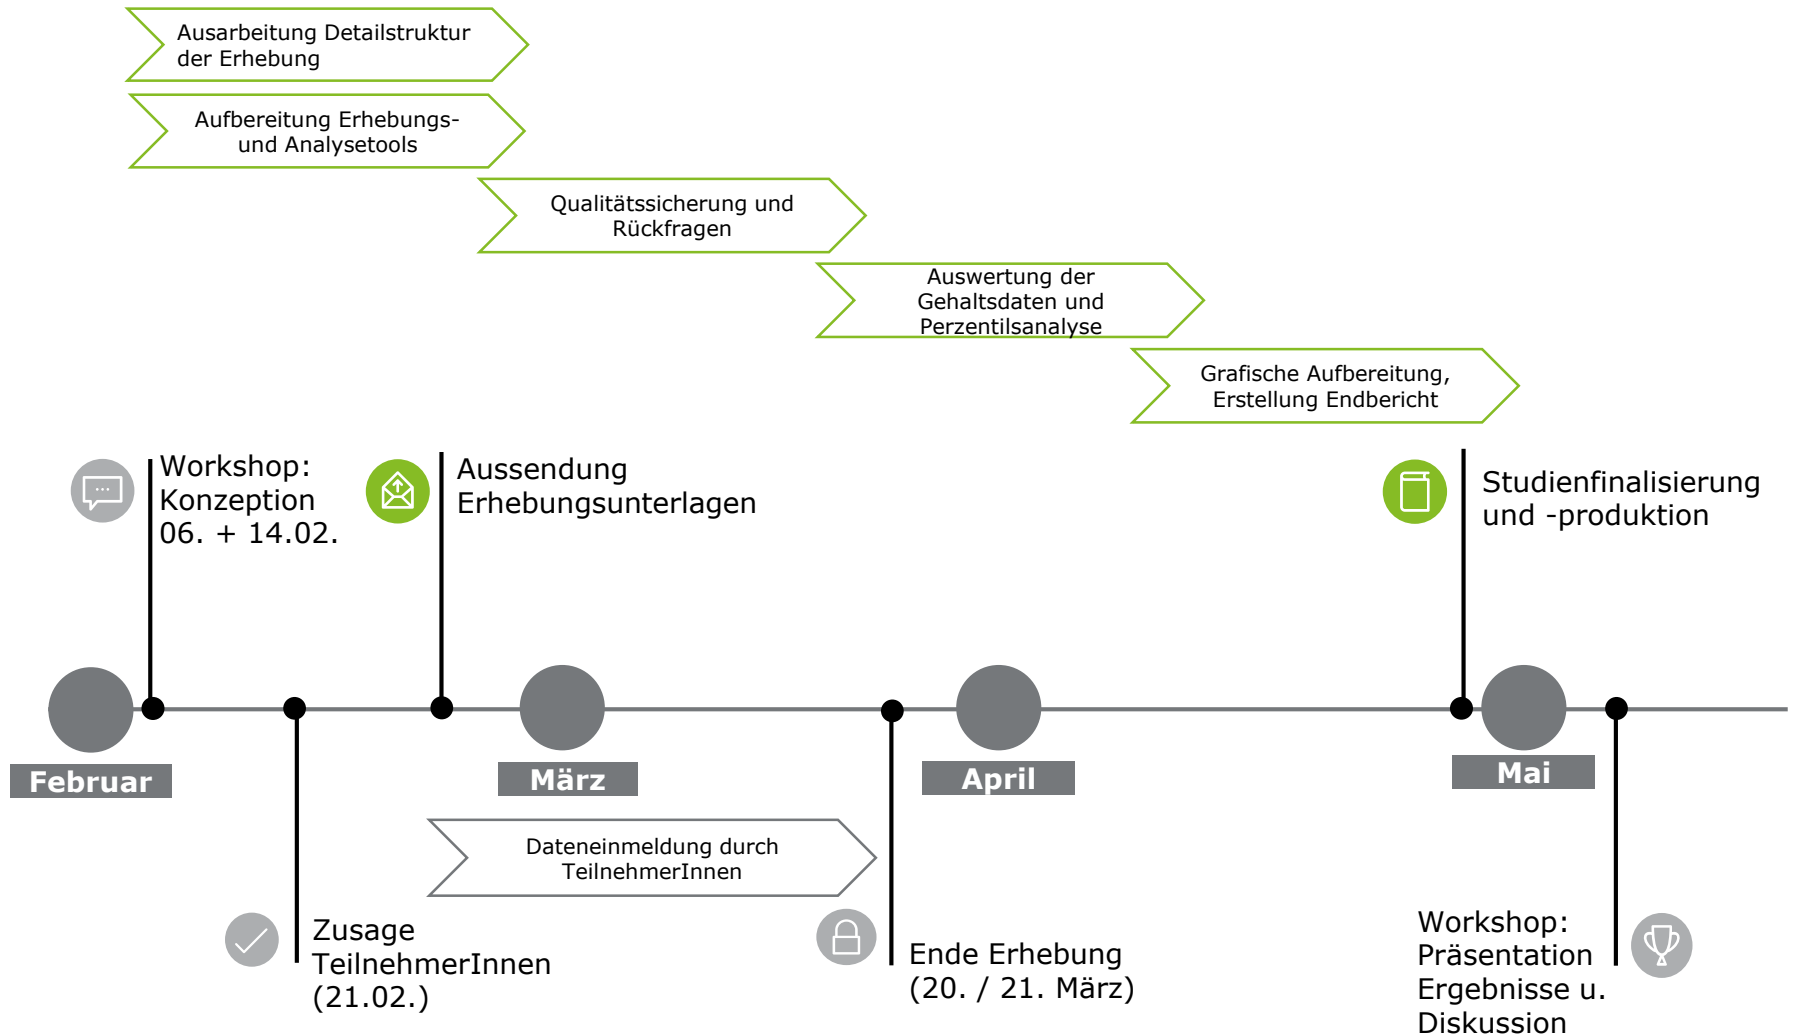 Ausarbeitung Detailstruktur
der Erhebung
Aufbereitung Erhebungs-
und Analysetools
Qualitätssicherung und
Rückfragen
Auswertung der
Gehaltsdaten und
Perzentilsanalyse
Grafische Aufbereitung,
Erstellung Endbericht
Workshop:
Konzeption
06. + 14.02.
Aussendung
Erhebungsunterlagen
Studienfinalisierung
und -produktion
Februar
März
April
Mai
Dateneinmeldung durch
TeilnehmerInnen
Zusage
TeilnehmerInnen
(21.02.)
Ende Erhebung
(20. / 21. März)
Workshop:
Präsentation
Ergebnisse u.
Diskussion